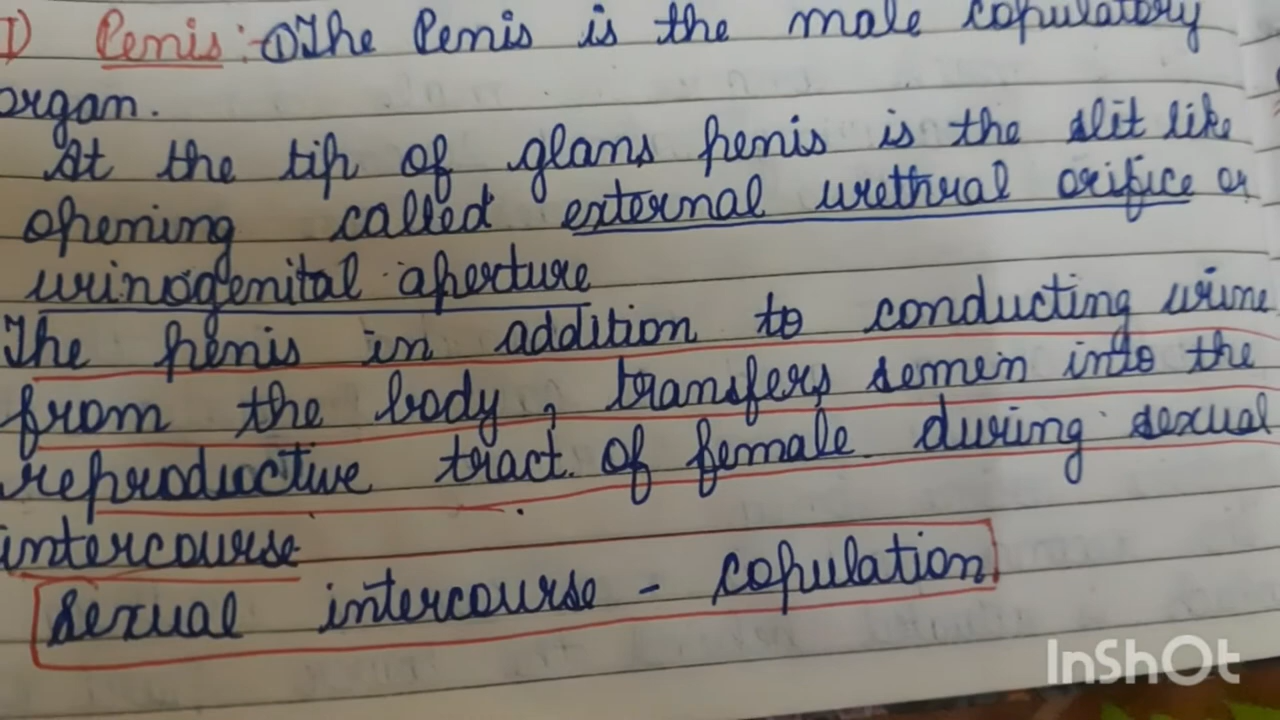 I) Penis :- ①The Penis is the male copulatory
organ.
At the tip of glans penis is the slit like
opening called external urethral orifice or
urinogenital aperture
The penis in addition to conducting urine
from the body, transfers semen into the
reproductive tract of female during sexual
intercourse
sexual intercourse - copulation
InShOt